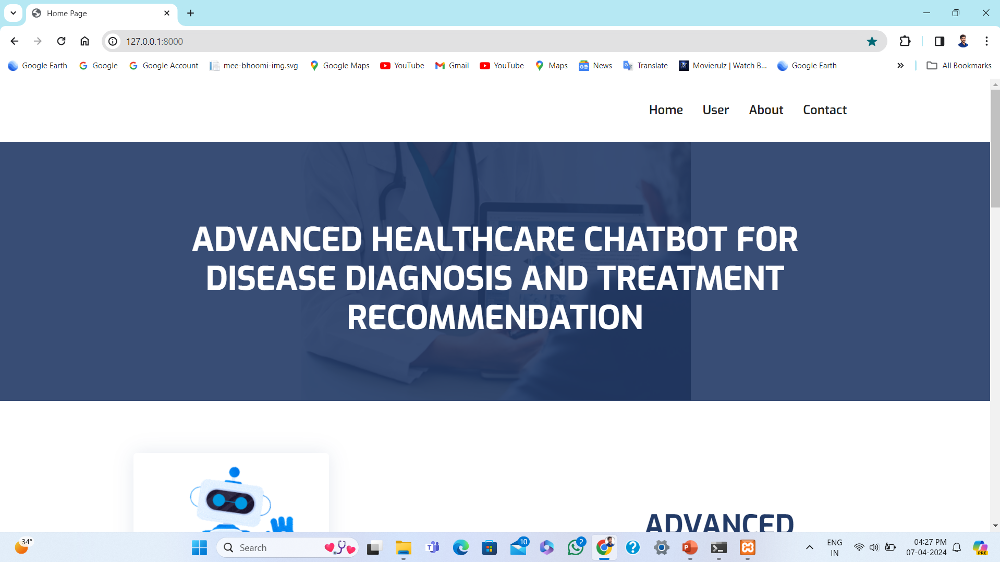 Home Page
127.0.0.1:8000
Google Earth Google Google Account mee-bhoomi-img.svg Google Maps YouTube Gmail YouTube Maps News Translate Movierulz | Watch B... Google Earth » All Bookmarks
Home User About Contact
ADVANCED HEALTHCARE CHATBOT FOR
DISEASE DIAGNOSIS AND TREATMENT
RECOMMENDATION
ADVANCED
34°
Search
10
2
PRE
ENG
IN
04:27 PM
07-04-2024